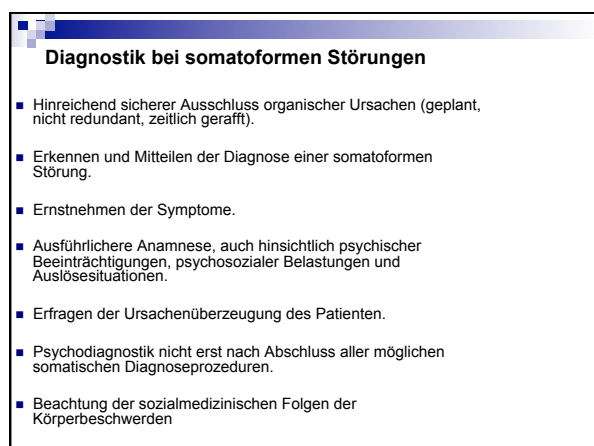 Diagnostik bei somatoformen Störungen
Hinreichend sicherer Ausschluss organischer Ursachen (geplant,
nicht redundant, zeitlich gerafft).
Erkennen und Mitteilen der Diagnose einer somatoformen
Störung.
Ernstnehmen der Symptome.
Ausführlichere Anamnese, auch hinsichtlich psychischer
Beeinträchtigungen, psychosozialer Belastungen und
Auslösesituationen.
Erfragen der Ursachenüberzeugung des Patienten.
Psychodiagnostik nicht erst nach Abschluss aller möglichen
somatischen Diagnoseprozeduren.
Beachtung der sozialmedizinischen Folgen der
Körperbeschwerden